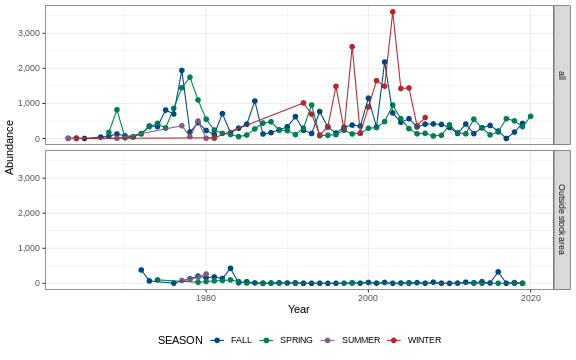 3,000
2,000
1,000
0
all
3,000
2,000
1,000
0
Outside stock area
Abundance
1980
2000
2020
Year
SEASON FALL SPRING SUMMER WINTER